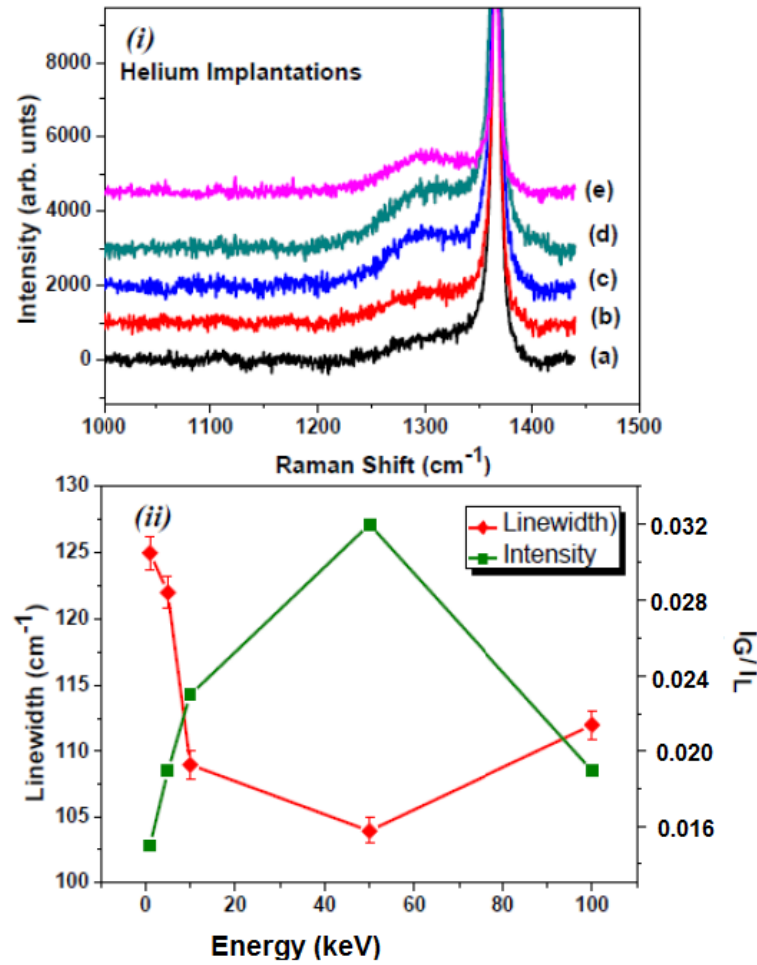 (i)
Helium Implantations
Intensity (arb. unts)
8000
6000
4000
2000
0
(e)
(d)
(c)
(b)
(a)
1000 1100 1200 1300 1400 1500
Raman Shift (cm-1)
(ii)
Linewidth)
Intensity
Linewidth (cm-1)
130
125
120
115
110
105
100
0.032
0.028
0.024
0.020
0.016
IG/ IL
0 20 40 60 80 100
Energy (keV)